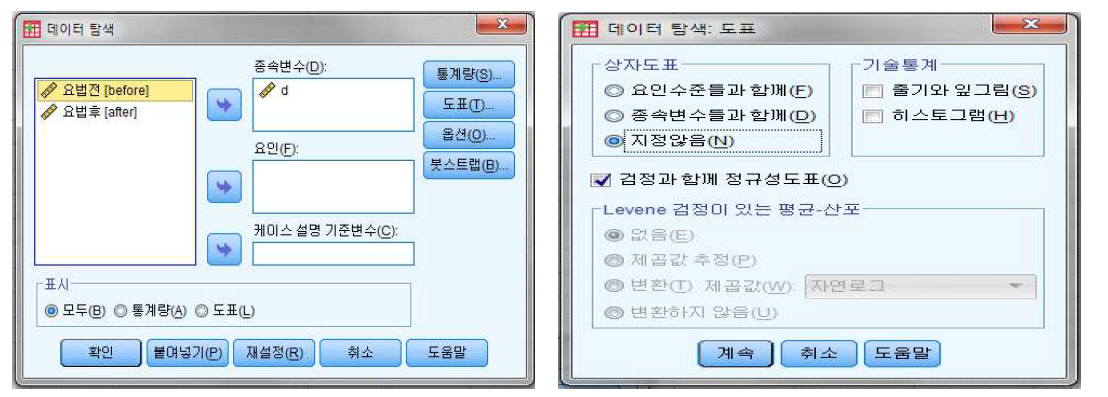 데이터 탐색
요법전 [before]
요법후 [after]
종속변수(D):
d
요인(F):
케이스 설명 기준변수(C):
통계량(S)...
도표(T)...
옵션(O)...
붓스트랩(B)...
표시
모두(B) 통계량(A) 도표(L)
확인 붙여넣기(P) 재설정(R) 취소 도움말
데이터 탐색: 도표
상자도표
요인수준들과 함께(F)
종속변수들과 함께(D)
지정않음(N)
기술통계
줄기와 잎그림(S)
히스토그램(H)
검정과 함께 정규성도표(O)
Levene 검정이 있는 평균-산포
없음(E)
제곱값 추정(P)
변환(T) 제곱값(W): 자연로그
변환하지 않음(U)
계속 취소 도움말